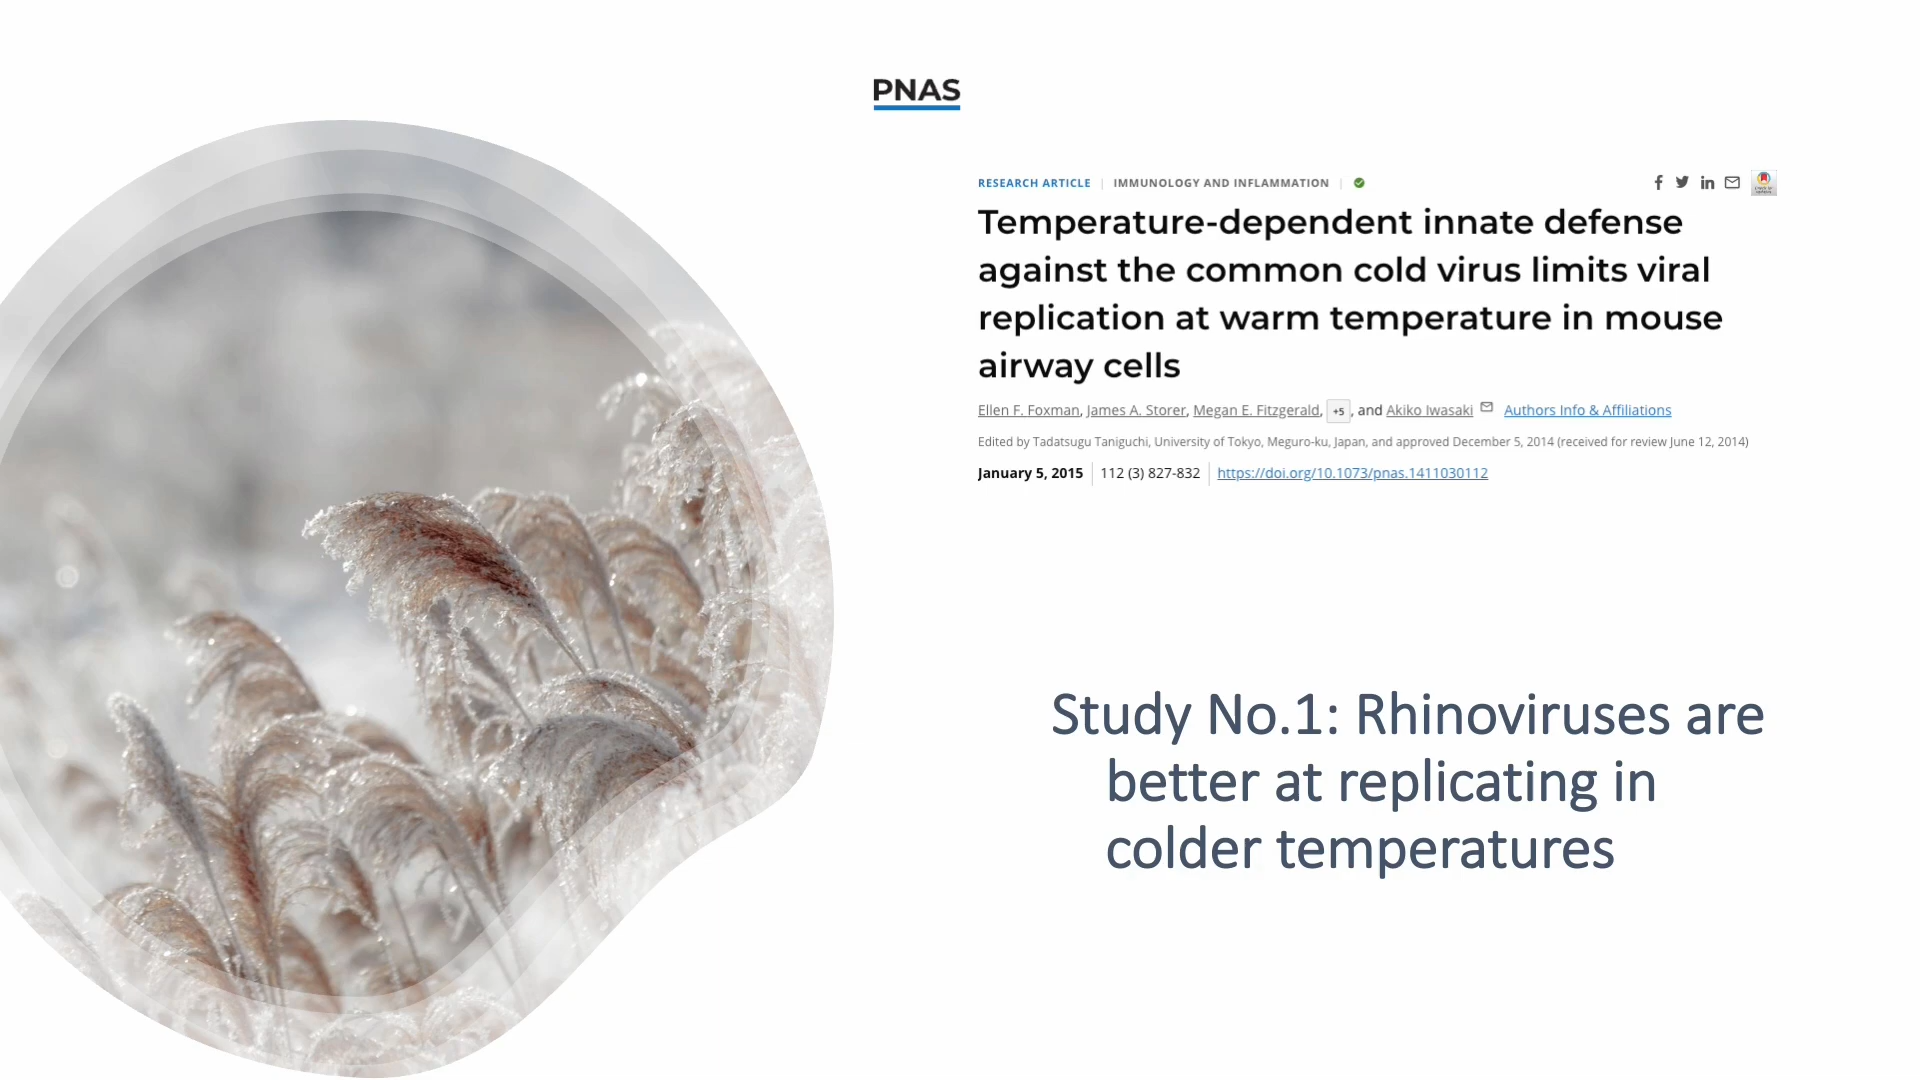 PNAS
RESEARCH ARTICLE | IMMUNOLOGY AND INFLAMMATION |
Temperature-dependent innate defense
against the common cold virus limits viral
replication at warm temperature in mouse
airway cells
Ellen F. Foxman, James A. Storer, Megan E. Fitzgerald, +5, and Akiko Iwasaki Authors Info & Affiliations
Edited by Tadatsugu Taniguchi, University of Tokyo, Meguro-ku, Japan, and approved December 5, 2014 (received for review June 12, 2014)
January 5, 2015 | 112 (3) 827-832 | https://doi.org/10.1073/pnas.1411030112
Study No.1: Rhinoviruses are
better at replicating in
colder temperatures